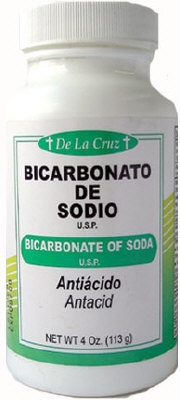 † De La Cruz †
BICARBONATO
DE
SODIO
U.S.P.
BICARBONATE OF SODA
U.S.P.
Antiácido
Antacid
NET WT 4 Oz. (113 g)